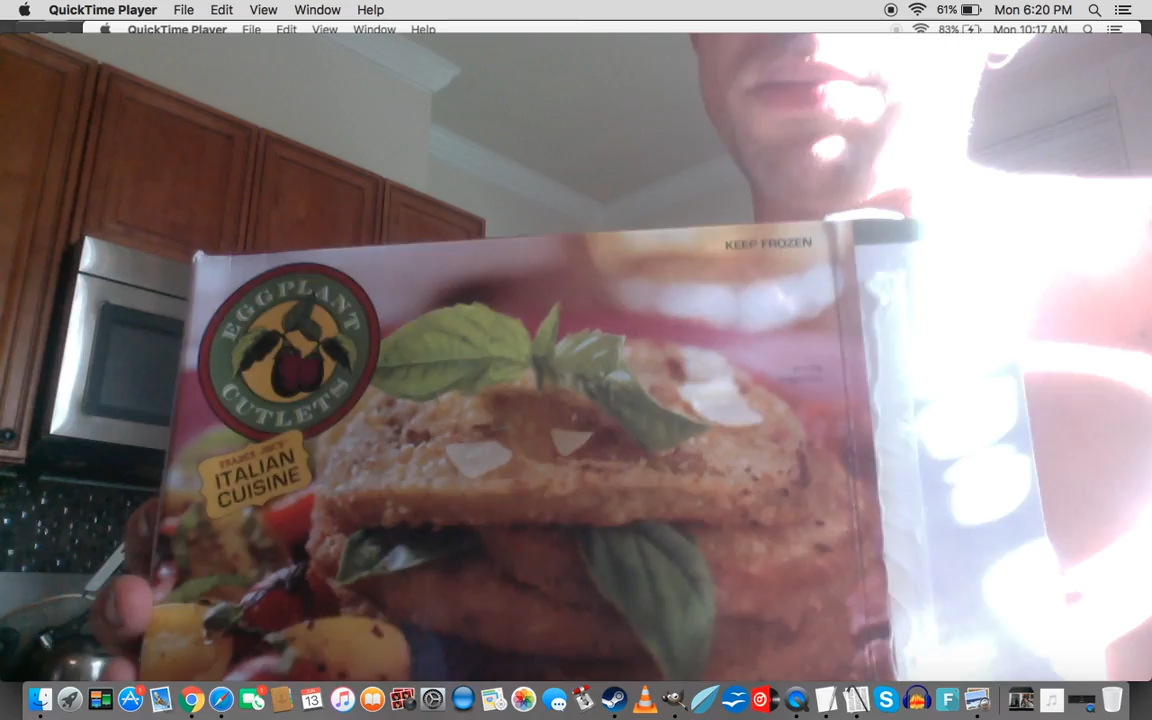 QuickTime Player File Edit View Window Help 61% Mon 6:20 PM
QuickTime Player File Edit View Window Help 83% Mon 10:17 AM
KEEP FROZEN
EGGPLANT
CUTLETS
TRADER JOE'S
ITALIAN
CUISINE
13